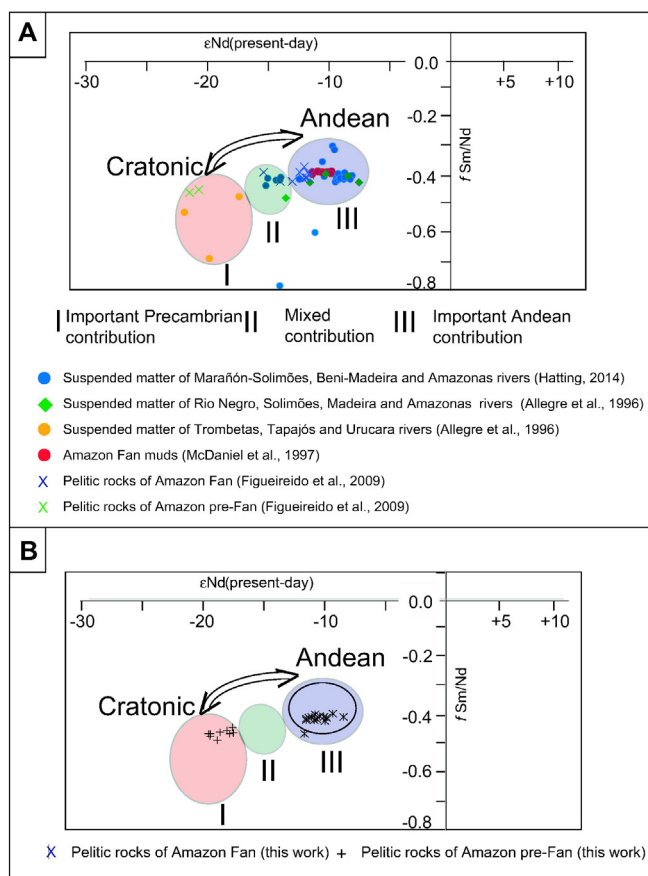 A
εNd(present-day)
-30 -20 -10
0.0 +5 +10
-0.2
-0.4
-0.6
-0.8
f Sm/Nd
Andean
Cratonic
I
II
III
I Important Precambrian contribution
II Mixed contribution
III Important Andean contribution
Suspended matter of Marañón-Solimões, Beni-Madeira and Amazonas rivers (Hatting, 2014)
Suspended matter of Rio Negro, Solimões, Madeira and Amazonas rivers (Allegre et al., 1996)
Suspended matter of Trombetas, Tapajós and Urucara rivers (Allegre et al., 1996)
Amazon Fan muds (McDaniel et al., 1997)
Pelitic rocks of Amazon Fan (Figueireido et al., 2009)
Pelitic rocks of Amazon pre-Fan (Figueireido et al., 2009)
B
εNd(present-day)
-30 -20 -10
0.0 +5 +10
-0.2
-0.4
-0.6
-0.8
f Sm/Nd
Andean
Cratonic
I
II
III
Pelitic rocks of Amazon Fan (this work) + Pelitic rocks of Amazon pre-Fan (this work)